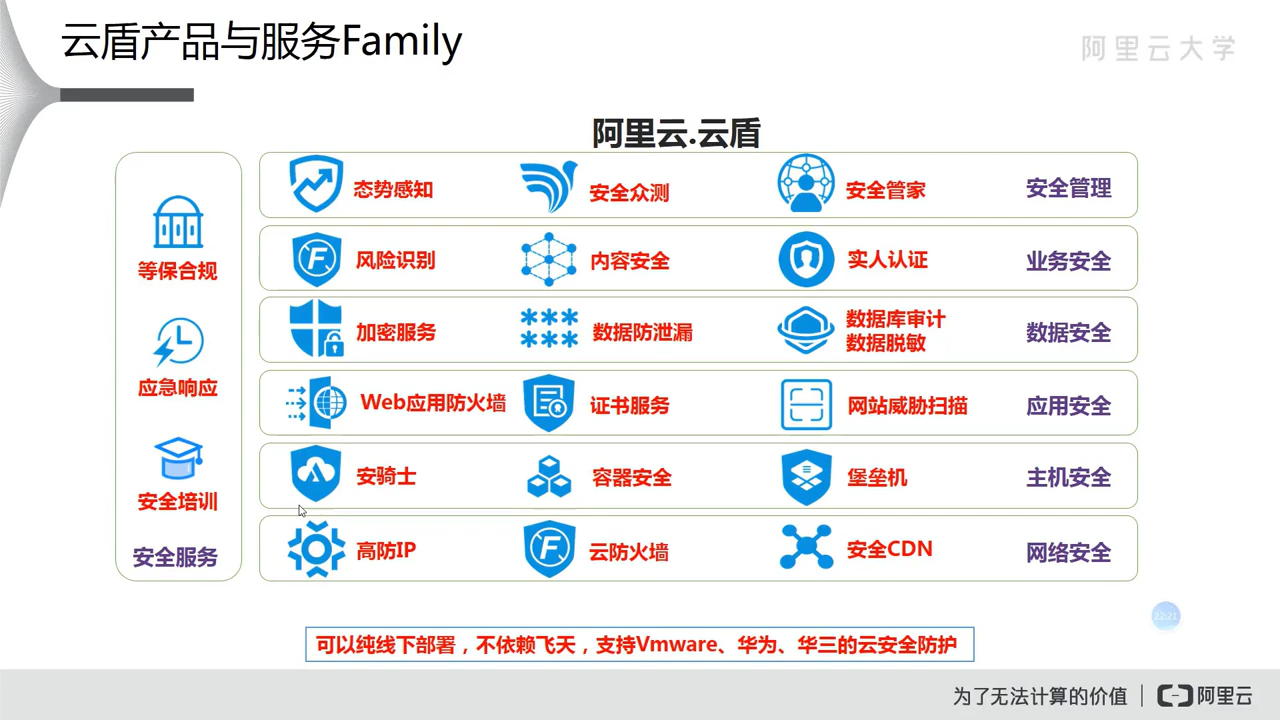 云盾产品与服务Family
阿里云大学
阿里云.云盾
等保合规
应急响应
安全培训
安全服务
态势感知 安全众测 安全管家 安全管理
风险识别 内容安全 实人认证 业务安全
加密服务 数据防泄漏 数据库审计 数据安全
数据脱敏
Web应用防火墙 证书服务 网站威胁扫描 应用安全
安骑士 容器安全 堡垒机 主机安全
高防IP 云防火墙 安全CDN 网络安全
22:21
可以纯线下部署，不依赖飞天，支持Vmware、华为、华三的云安全防护
为了无法计算的价值 | 阿里云